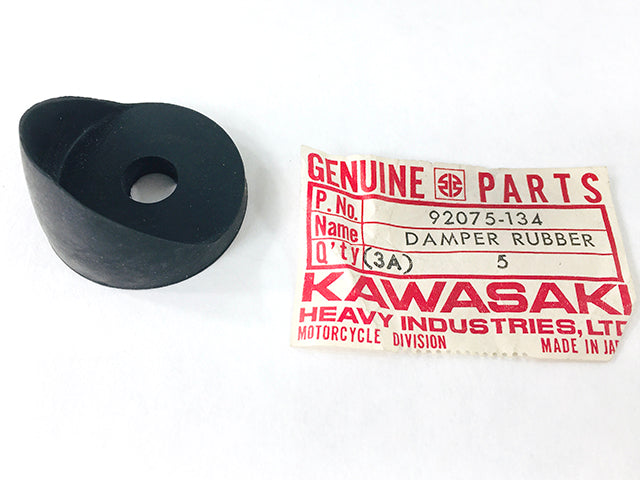 GENUINE PARTS
P. No. 92075-134
Name DAMPER RUBBER
Q'ty (3A) 5
KAWASAKI
HEAVY INDUSTRIES, LTD
MOTORCYCLE DIVISION MADE IN JA